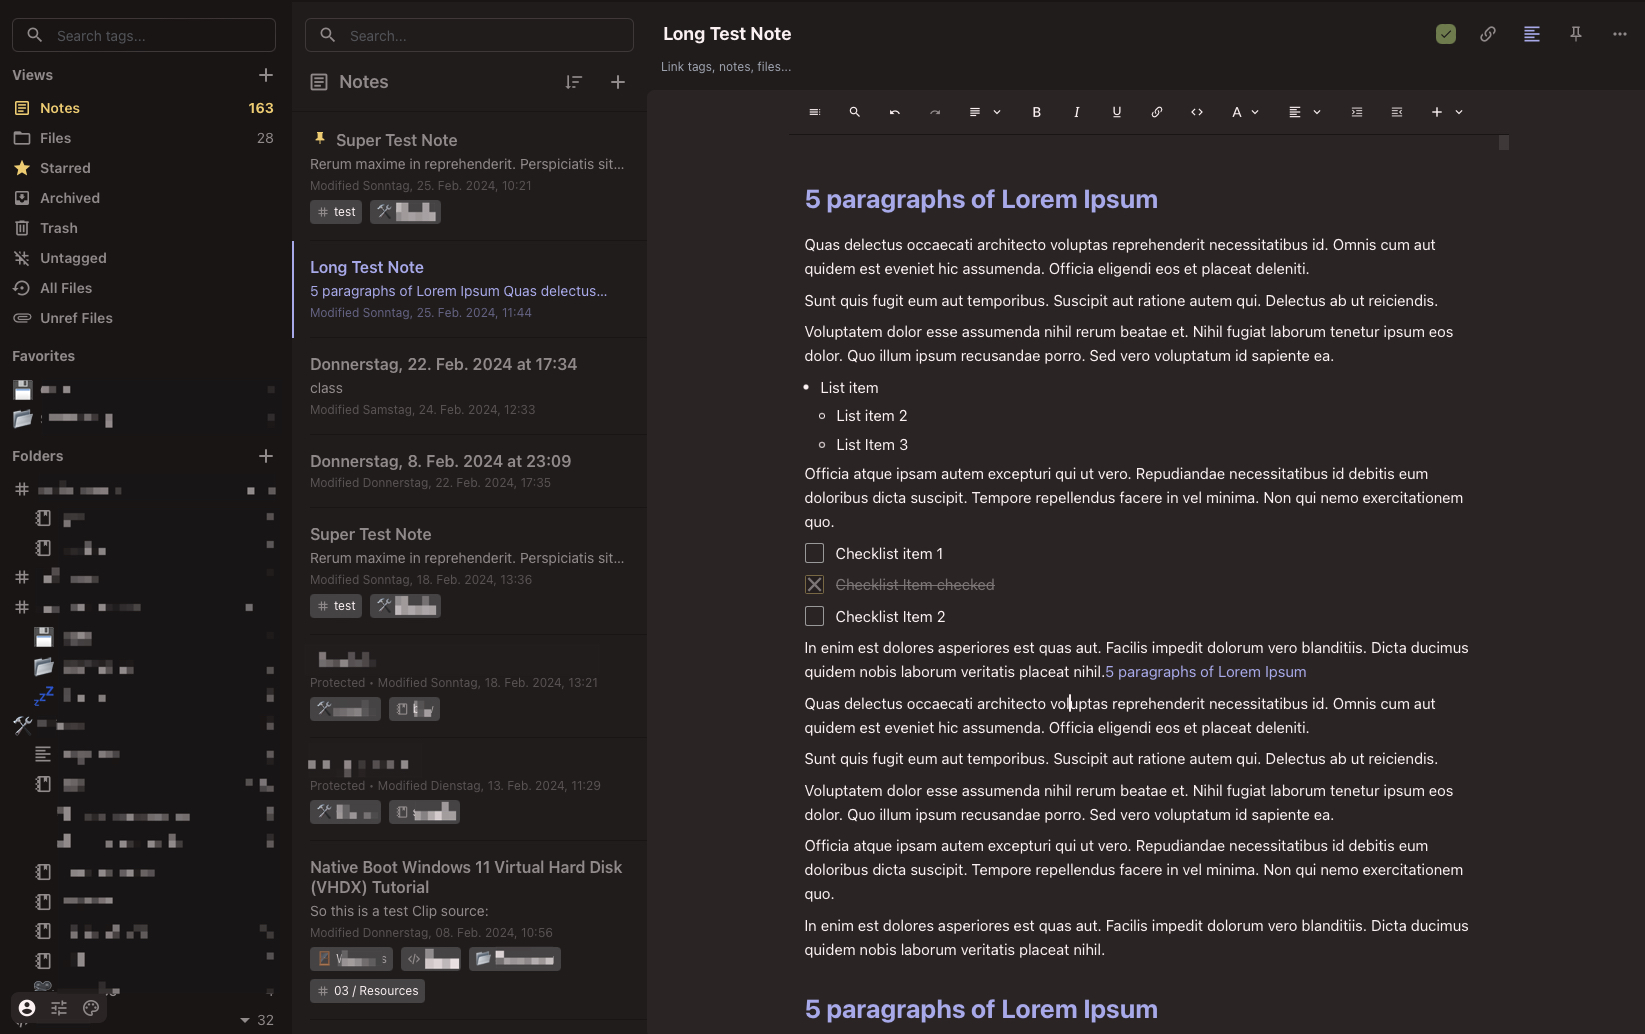 Search tags...
Views
Notes 163
Files 28
Starred
Archived
Trash
Untagged
All Files
Unref Files
Favorites
Folders
32
Search...
Notes
Super Test Note
Rerum maxime in reprehenderit. Perspiciatis sit...
Modified Sonntag, 25. Feb. 2024, 10:21
# test
Long Test Note
5 paragraphs of Lorem Ipsum Quas delectus...
Modified Sonntag, 25. Feb. 2024, 11:44
Donnerstag, 22. Feb. 2024 at 17:34
class
Modified Samstag, 24. Feb. 2024, 12:33
Donnerstag, 8. Feb. 2024 at 23:09
Modified Donnerstag, 22. Feb. 2024, 17:35
Super Test Note
Rerum maxime in reprehenderit. Perspiciatis sit...
Modified Sonntag, 18. Feb. 2024, 13:36
# test
Protected • Modified Sonntag, 18. Feb. 2024, 13:21
Protected • Modified Dienstag, 13. Feb. 2024, 11:29
Native Boot Windows 11 Virtual Hard Disk
(VHDX) Tutorial
So this is a test Clip source:
Modified Donnerstag, 08. Feb. 2024, 10:56
# 03 / Resources
Long Test Note
Link tags, notes, files...
B I U A
5 paragraphs of Lorem Ipsum
Quas delectus occaecati architecto voluptas reprehenderit necessitatibus id. Omnis cum aut
quidem est eveniet hic assumenda. Officia eligendi eos et placeat deleniti.
Sunt quis fugit eum aut temporibus. Suscipit aut ratione autem qui. Delectus ab ut reiciendis.
Voluptatem dolor esse assumenda nihil rerum beatae et. Nihil fugiat laborum tenetur ipsum eos
dolor. Quo illum ipsum recusandae porro. Sed vero voluptatum id sapiente ea.
• List item
◦ List item 2
◦ List Item 3
Officia atque ipsam autem excepturi qui ut vero. Repudiandae necessitatibus id debitis eum
doloribus dicta suscipit. Tempore repellendus facere in vel minima. Non qui nemo exercitationem
quo.
Checklist item 1
Checklist Item checked
Checklist Item 2
In enim est dolores asperiores est quas aut. Facilis impedit dolorum vero blanditiis. Dicta ducimus
quidem nobis laborum veritatis placeat nihil.5 paragraphs of Lorem Ipsum
Quas delectus occaecati architecto voluptas reprehenderit necessitatibus id. Omnis cum aut
quidem est eveniet hic assumenda. Officia eligendi eos et placeat deleniti.
Sunt quis fugit eum aut temporibus. Suscipit aut ratione autem qui. Delectus ab ut reiciendis.
Voluptatem dolor esse assumenda nihil rerum beatae et. Nihil fugiat laborum tenetur ipsum eos
dolor. Quo illum ipsum recusandae porro. Sed vero voluptatum id sapiente ea.
Officia atque ipsam autem excepturi qui ut vero. Repudiandae necessitatibus id debitis eum
doloribus dicta suscipit. Tempore repellendus facere in vel minima. Non qui nemo exercitationem
quo.
In enim est dolores asperiores est quas aut. Facilis impedit dolorum vero blanditiis. Dicta ducimus
quidem nobis laborum veritatis placeat nihil.
5 paragraphs of Lorem Ipsum